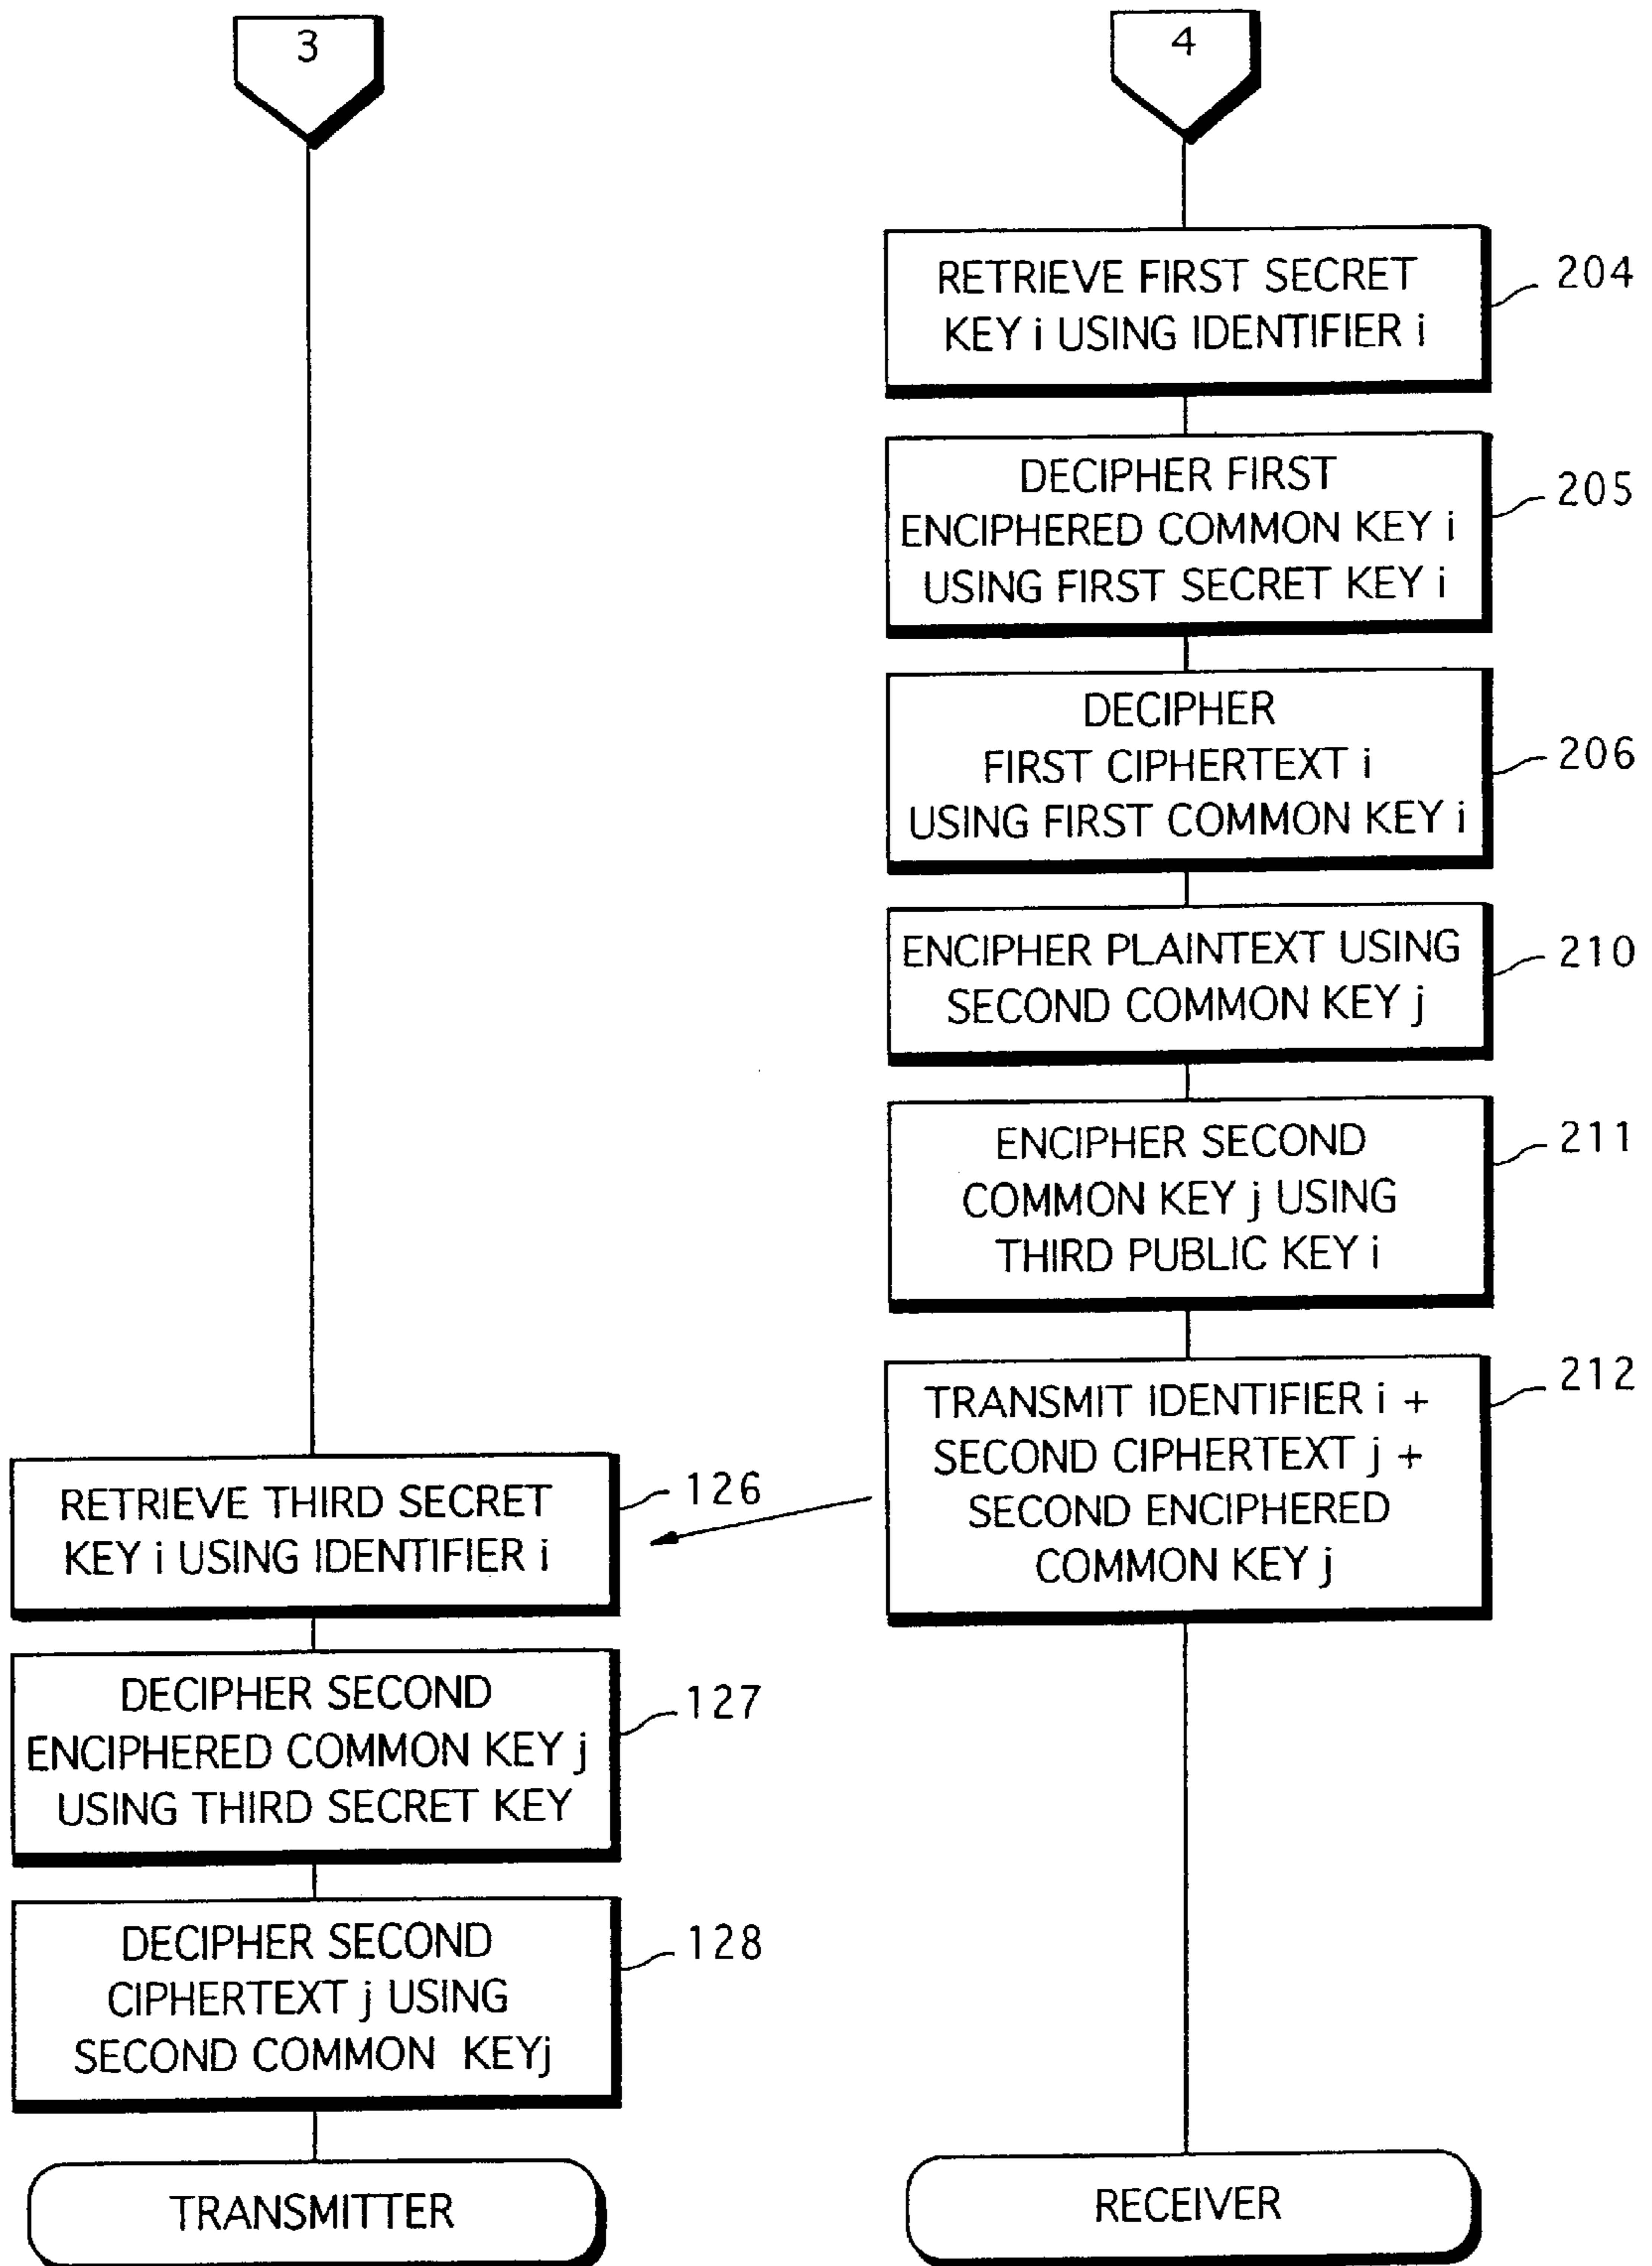 3
4
RETRIEVE FIRST SECRET
KEY i USING IDENTIFIER i
204
DECIPHER FIRST
ENCIPHERED COMMON KEY i
USING FIRST SECRET KEY i
205
DECIPHER
FIRST CIPHERTEXT i
USING FIRST COMMON KEY i
206
ENCIPHER PLAINTEXT USING
SECOND COMMON KEY j
210
ENCIPHER SECOND
COMMON KEY j USING
THIRD PUBLIC KEY i
211
TRANSMIT IDENTIFIER i +
SECOND CIPHERTEXT j +
SECOND ENCIPHERED
COMMON KEY j
212
RETRIEVE THIRD SECRET
KEY i USING IDENTIFIER i
126
DECIPHER SECOND
ENCIPHERED COMMON KEY j
USING THIRD SECRET KEY
127
DECIPHER SECOND
CIPHERTEXT j USING
SECOND COMMON KEYj
128
TRANSMITTER
RECEIVER